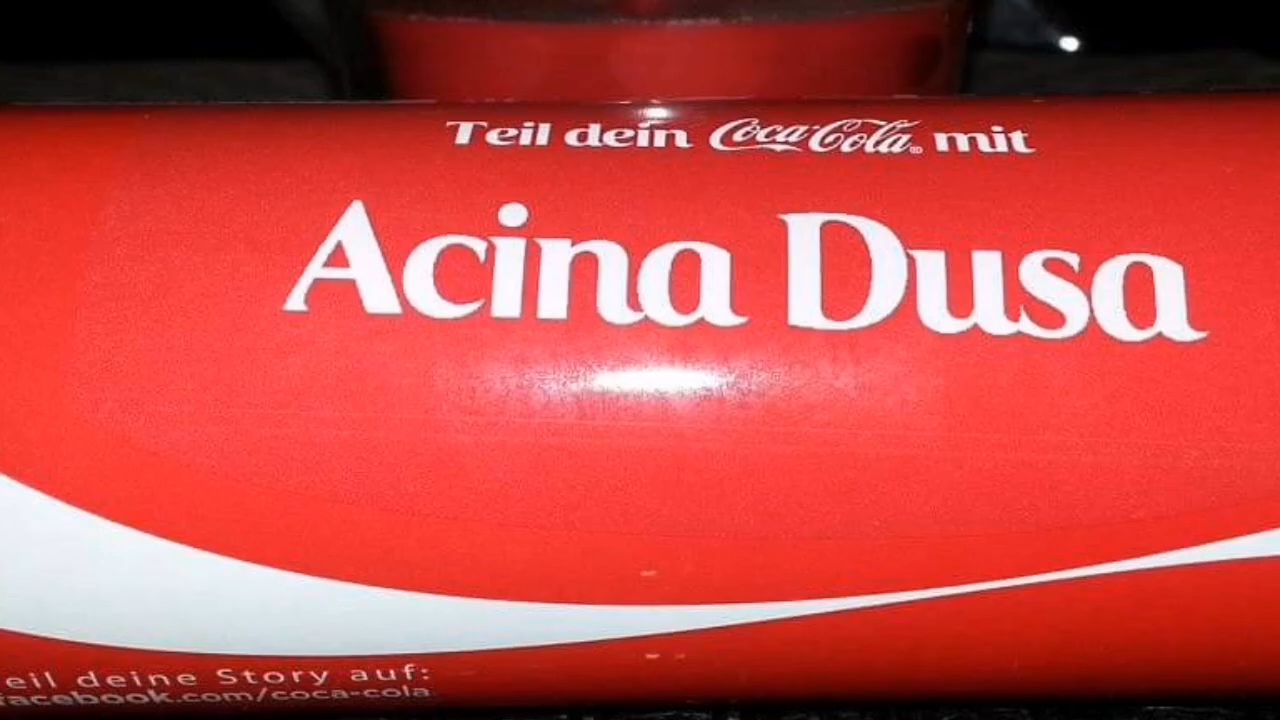 Teil dein Coca-Cola® mit
Acina Dusa
eil deine Story auf:
facebook.com/coca-cola